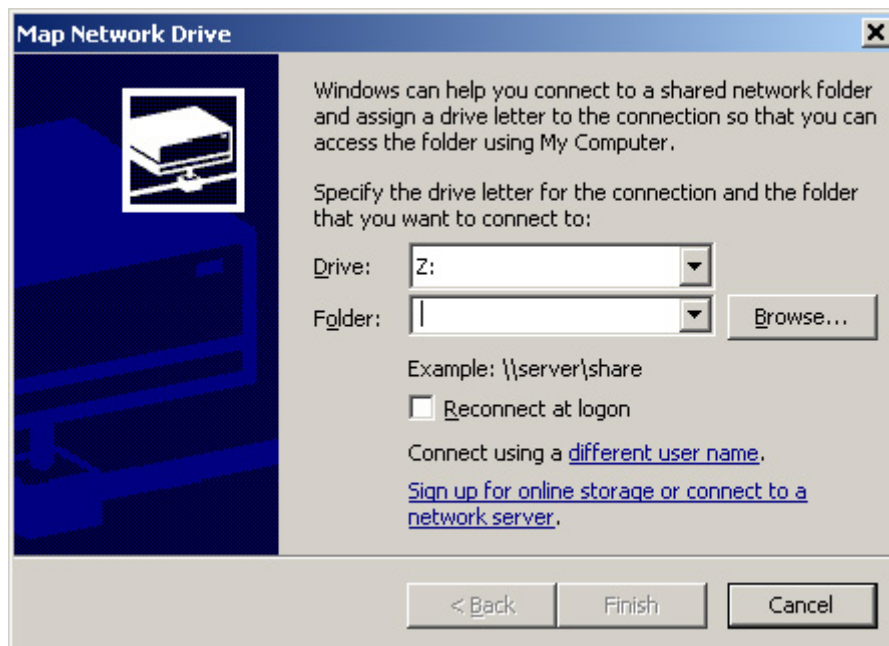 Map Network Drive
Windows can help you connect to a shared network folder
and assign a drive letter to the connection so that you can
access the folder using My Computer.
Specify the drive letter for the connection and the folder
that you want to connect to:
Drive: Z:
Folder: Browse...
Example: \\server\share
Reconnect at logon
Connect using a different user name.
Sign up for online storage or connect to a
network server.
< Back Finish Cancel